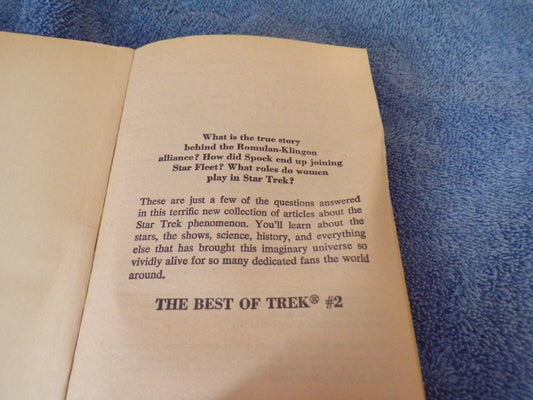 What is the true story
behind the Romulan-Klingon
alliance? How did Spock end up joining
Star Fleet? What roles do women
play in Star Trek?
These are just a few of the questions answered
in this terrific new collection of articles about the
Star Trek phenomenon. You'll learn about the
stars, the shows, science, history, and everything
else that has brought this imaginary universe so
vividly alive for so many dedicated fans the world
around.
THE BEST OF TREK® #2